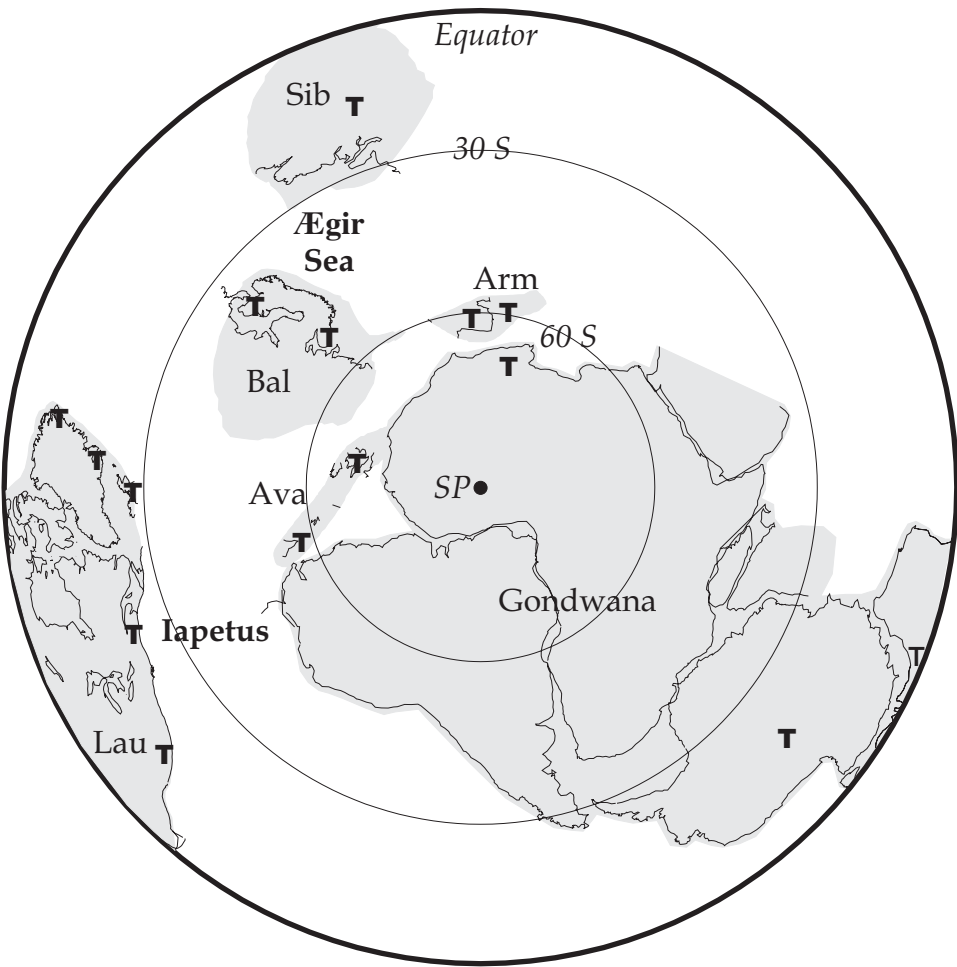 Equator
Sib
T
30 S
Ægir
Sea
Arm
T
T
T
T
60 S
T
Bal
T
T
T
T
Ava
SP
T
Gondwana
T
Iapetus
T
T
Lau
T